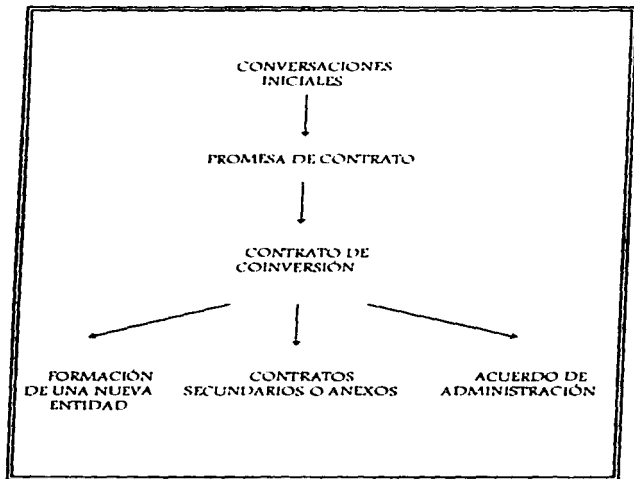 CONVERSACIONES
INICIALES
PROMESA DE CONTRATO
CONTRATO DE
COINVERSIÓN
FORMACIÓN
DE UNA NUEVA
ENTIDAD
CONTRATOS
SECUNDARIOS O ANEXOS
ACUERDO DE
ADMINISTRACIÓN